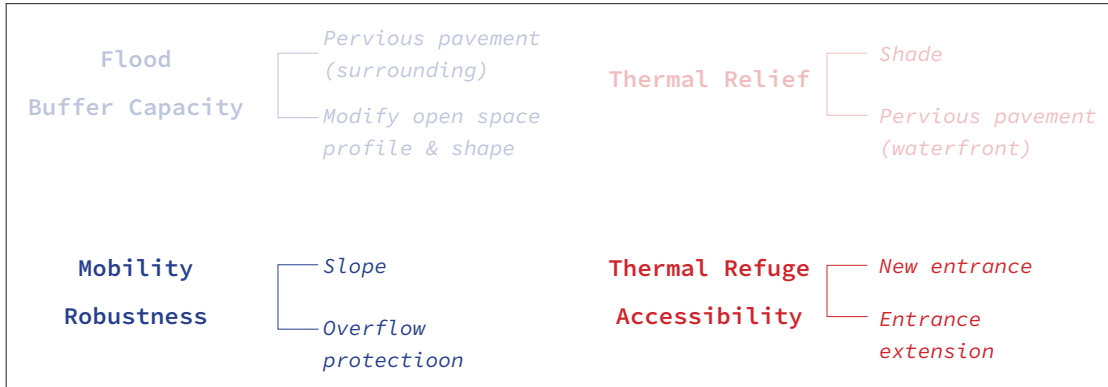 Flood
Buffer Capacity
Pervious pavement
(surrounding)
Modify open space
profile & shape
Thermal Relief
Shade
Pervious pavement
(waterfront)
Mobility
Robustness
Slope
Overflow
protectioon
Thermal Refuge
Accessibility
New entrance
Entrance
extension